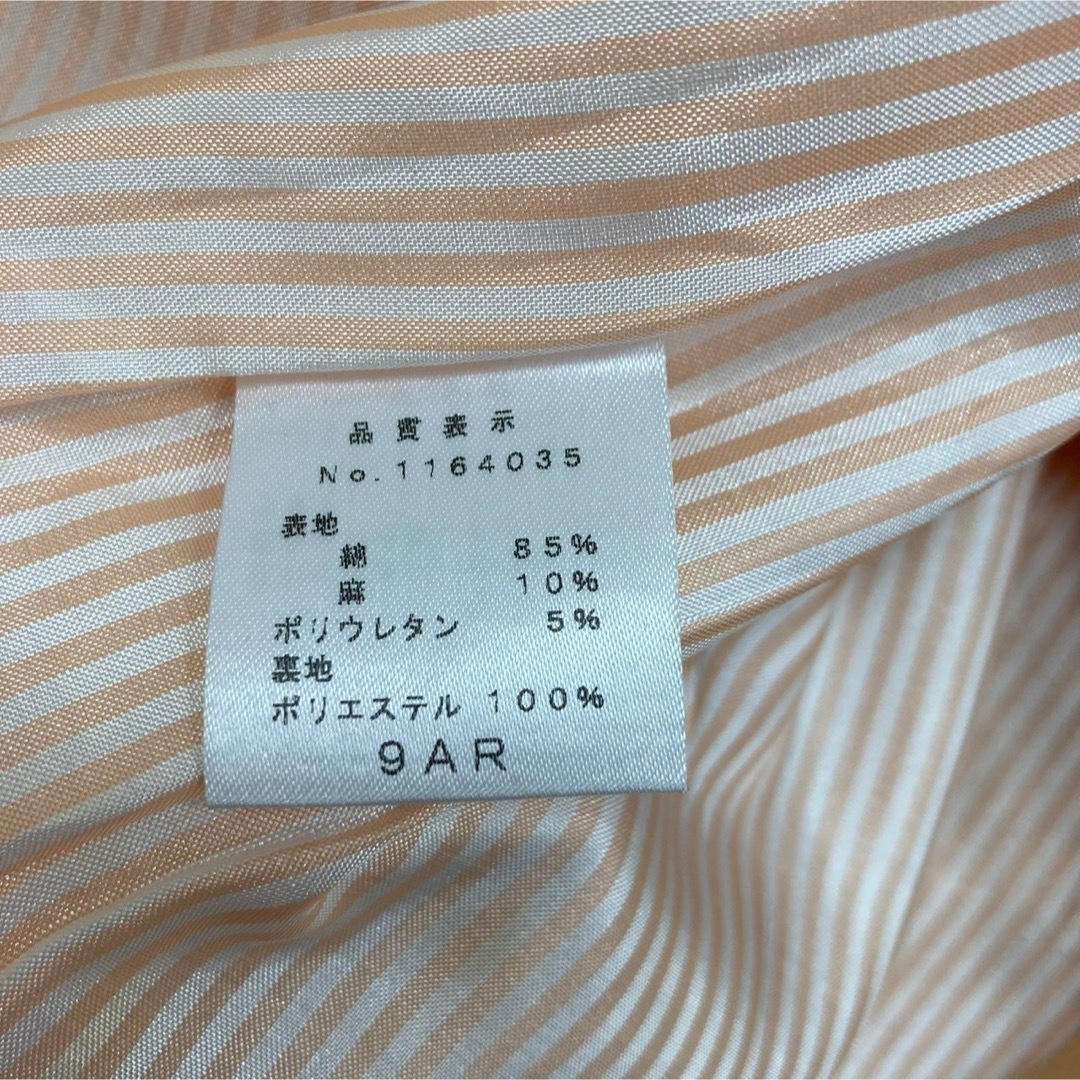 品質表示
No.1164035
表地
綿 85%
麻 10%
ポリウレタン 5%
裏地
ポリエステル 100%
9AR